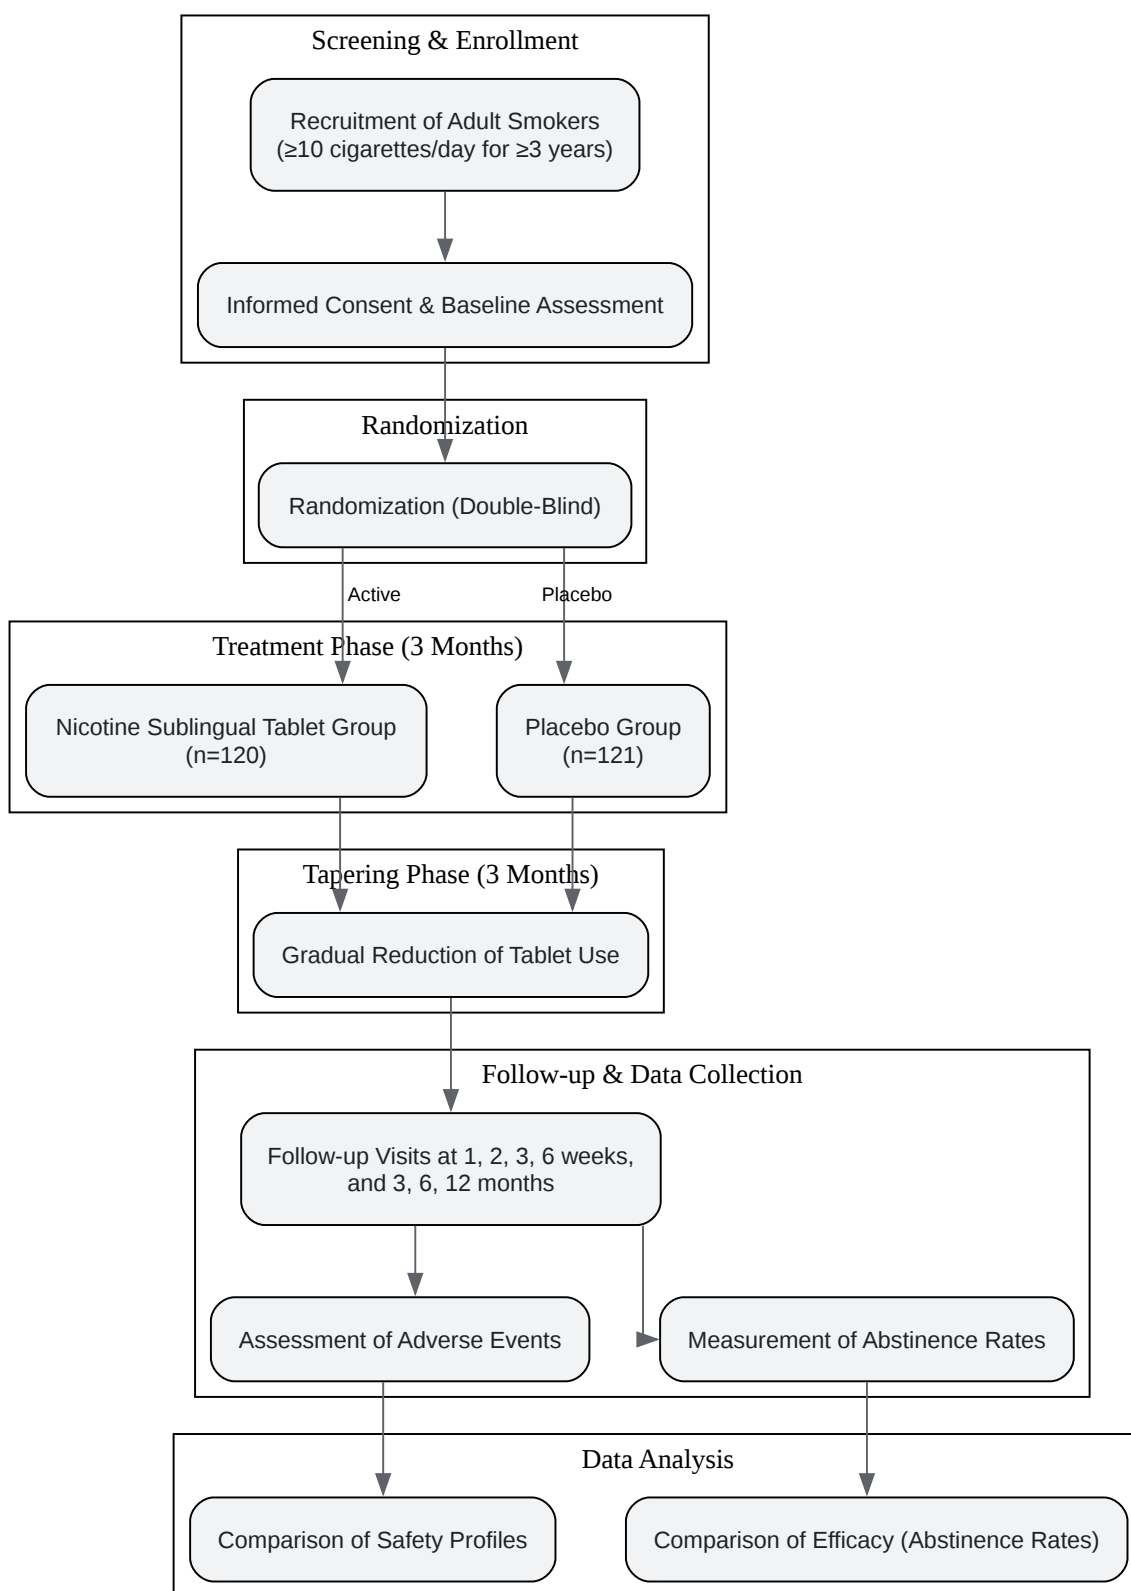 Screening & Enrollment
Recruitment of Adult Smokers
(≥10 cigarettes/day for ≥3 years)
Informed Consent & Baseline Assessment
Randomization
Randomization (Double-Blind)
Active
Placebo
Treatment Phase (3 Months)
Nicotine Sublingual Tablet Group
(n=120)
Placebo Group
(n=121)
Tapering Phase (3 Months)
Gradual Reduction of Tablet Use
Follow-up & Data Collection
Follow-up Visits at 1, 2, 3, 6 weeks,
and 3, 6, 12 months
Assessment of Adverse Events
Measurement of Abstinence Rates
Data Analysis
Comparison of Safety Profiles
Comparison of Efficacy (Abstinence Rates)